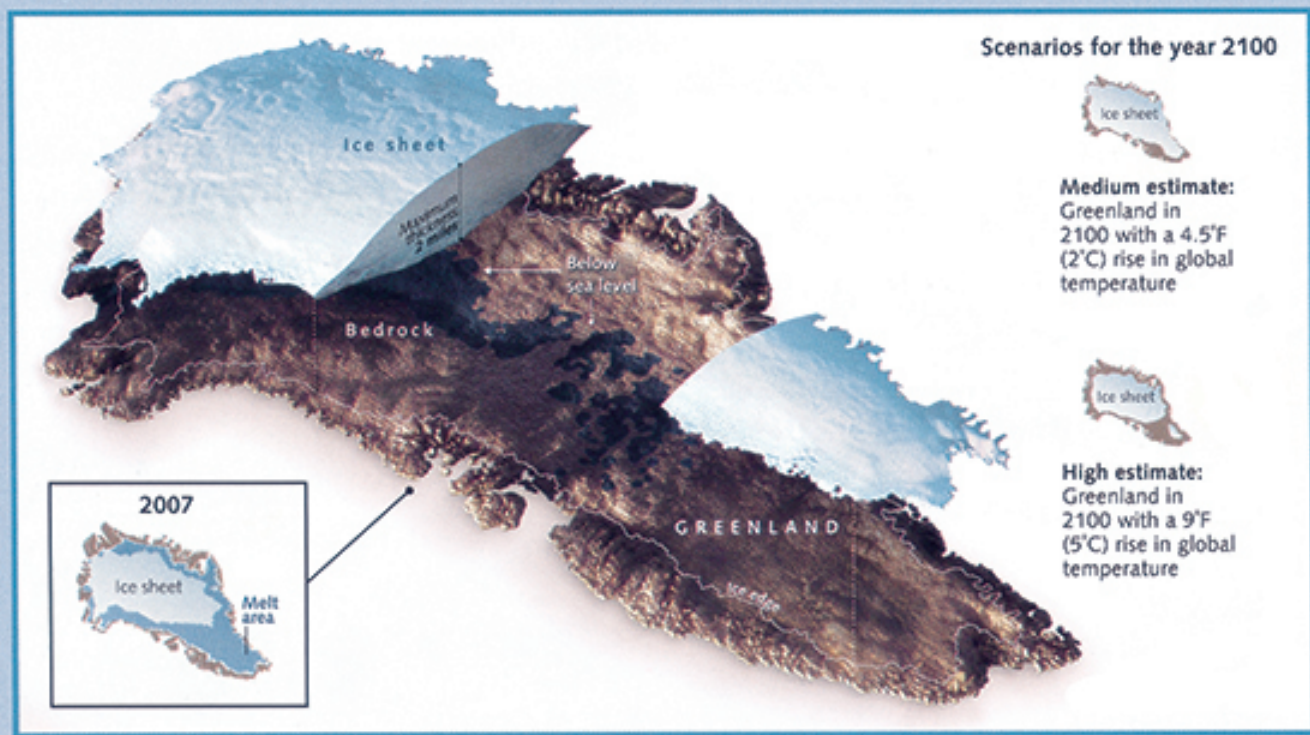 Scenarios for the year 2100
Ice sheet
Medium estimate:
Greenland in
2100 with a 4.5°F
(2°C) rise in global
temperature
Ice sheet
High estimate:
Greenland in
2100 with a 9°F
(5°C) rise in global
temperature
Ice sheet
Maximum
thickness:
2 miles
Below
sea level
Bedrock
GREENLAND
Ice edge
2007
Ice sheet
Melt
area